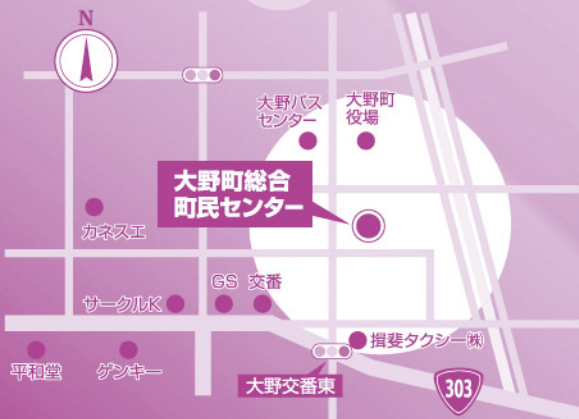 N
大野バス
センター
大野町
役場
大野町総合
町民センター
カネスエ
GS
交番
サークルK
揖斐タクシー㈱
平和堂
ゲンキー
大野交番東
303